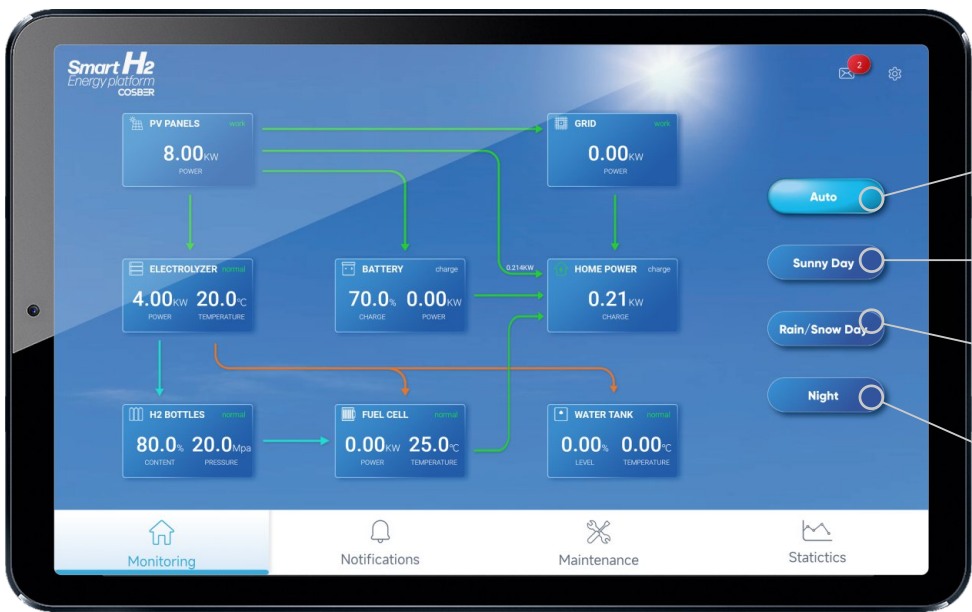 Smart H2
Energy platform
COSBER
2
PV PANELS work
8.00KW
POWER
GRID work
0.00KW
POWER
Auto
ELECTROLYZER normal
4.00KW 20.0°C
POWER TEMPERATURE
BATTERY charge
70.0% 0.00KW
CHARGE POWER
0.214KW
HOME POWER charge
0.21KW
CHARGE
Sunny Day
Rain/Snow Day
Night
H2 BOTTLES normal
80.0% 20.0Mpa
CONTENT PRESSURE
FUEL CELL normal
0.00KW 25.0°C
POWER TEMPERATURE
WATER TANK normal
0.00% 0.00°C
LEVEL TEMPERATURE
Monitoring
Notifications
Maintenance
Statictics